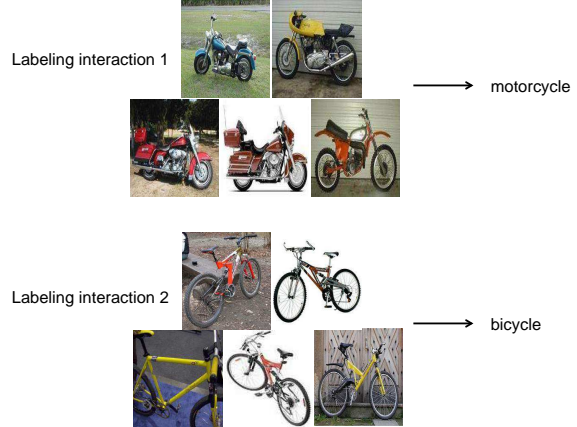 Labeling interaction 1
motorcycle
Labeling interaction 2
bicycle